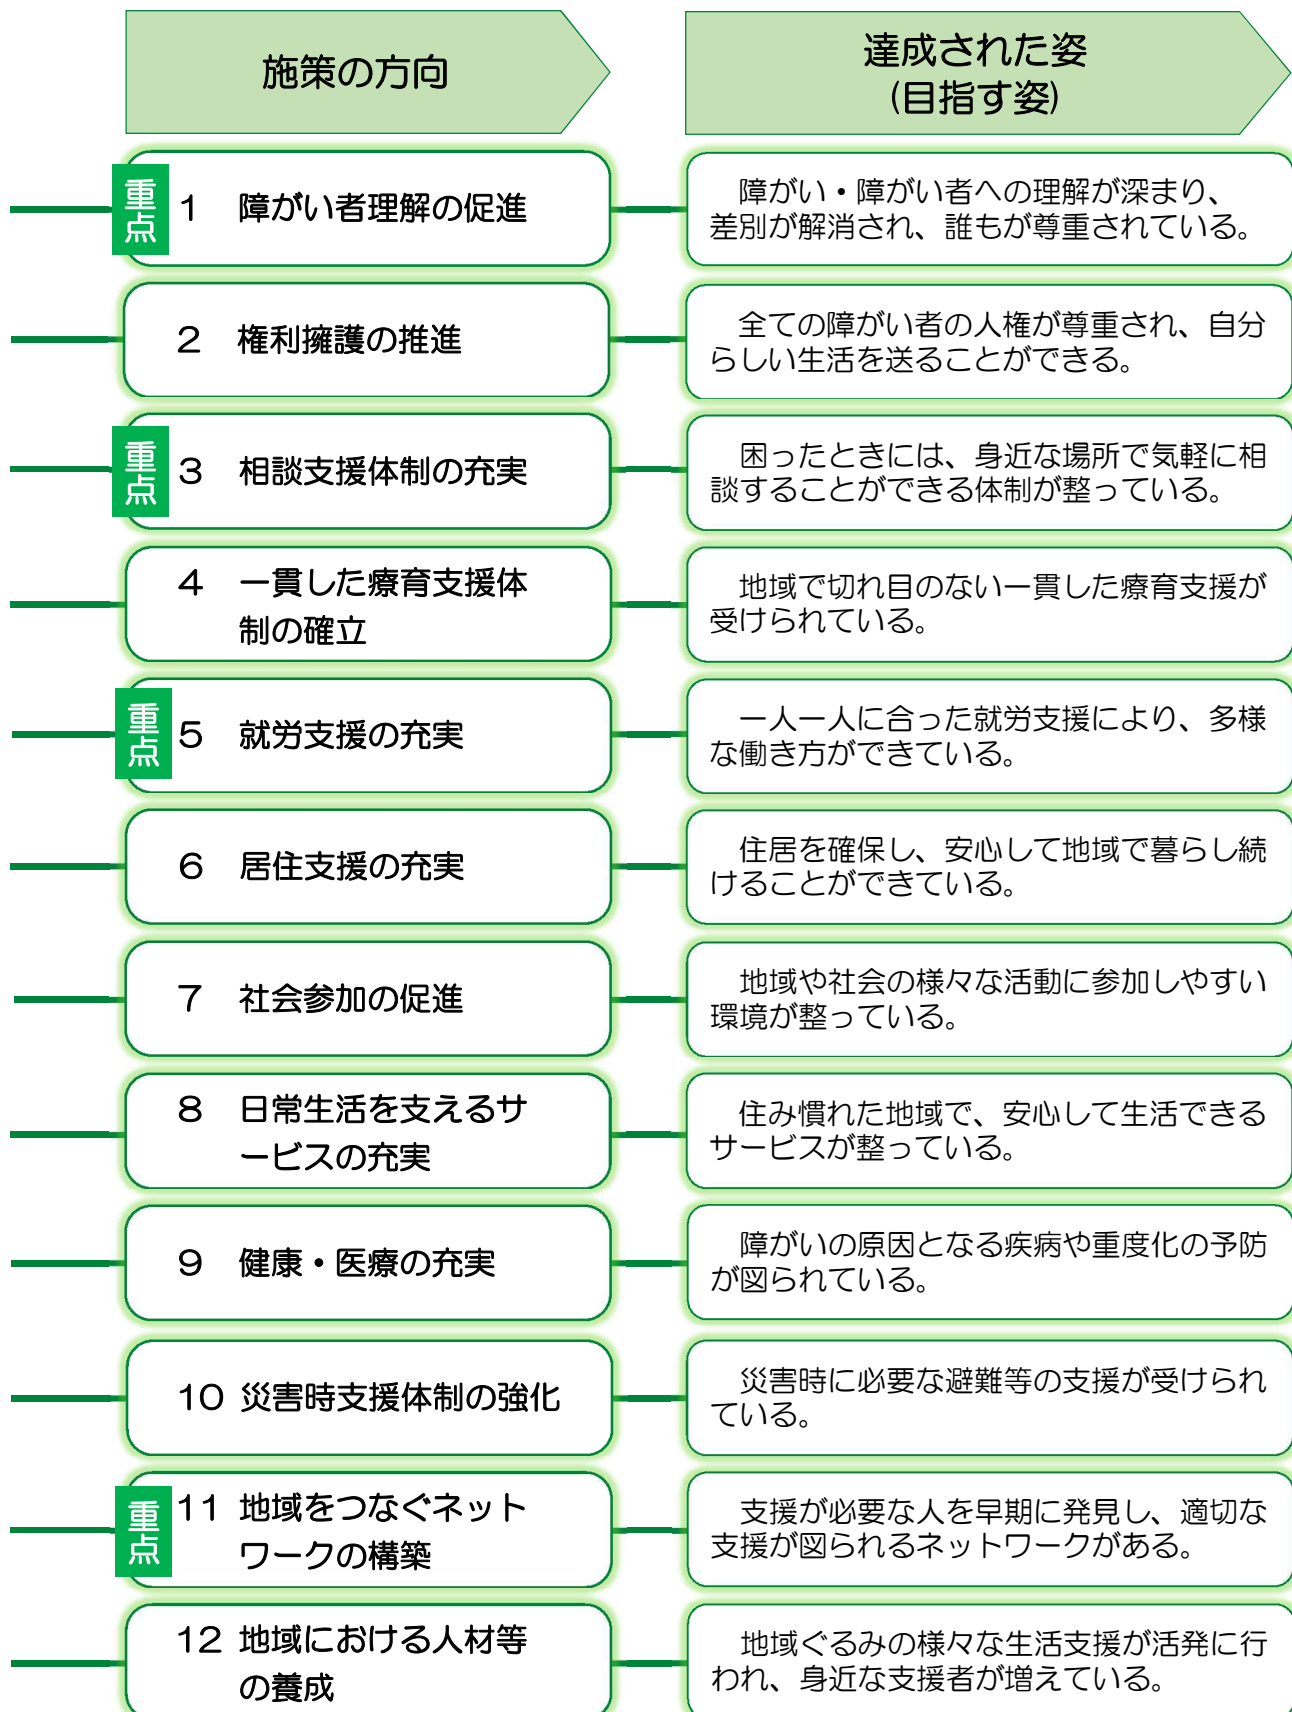 施策の方向
達成された姿
(目指す姿)
重点
1 障がい者理解の促進
障がい・障がい者への理解が深まり、
差別が解消され、誰もが尊重されている。
2 権利擁護の推進
全ての障がい者の人権が尊重され、自分
らしい生活を送ることができる。
重点
3 相談支援体制の充実
困ったときには、身近な場所で気軽に相
談することができる体制が整っている。
4 一貫した療育支援体
制の確立
地域で切れ目のない一貫した療育支援が
受けられている。
重点
5 就労支援の充実
一人一人に合った就労支援により、多様
な働き方ができている。
6 居住支援の充実
住居を確保し、安心して地域で暮らし続
けることができている。
7 社会参加の促進
地域や社会の様々な活動に参加しやすい
環境が整っている。
8 日常生活を支えるサ
ービスの充実
住み慣れた地域で、安心して生活できる
サービスが整っている。
9 健康・医療の充実
障がいの原因となる疾病や重度化の予防
が図られている。
10 災害時支援体制の強化
災害時に必要な避難等の支援が受けられ
ている。
重点
11 地域をつなぐネット
ワークの構築
支援が必要な人を早期に発見し、適切な
支援が図られるネットワークがある。
12 地域における人材等
の養成
地域ぐるみの様々な生活支援が活発に行
われ、身近な支援者が増えている。